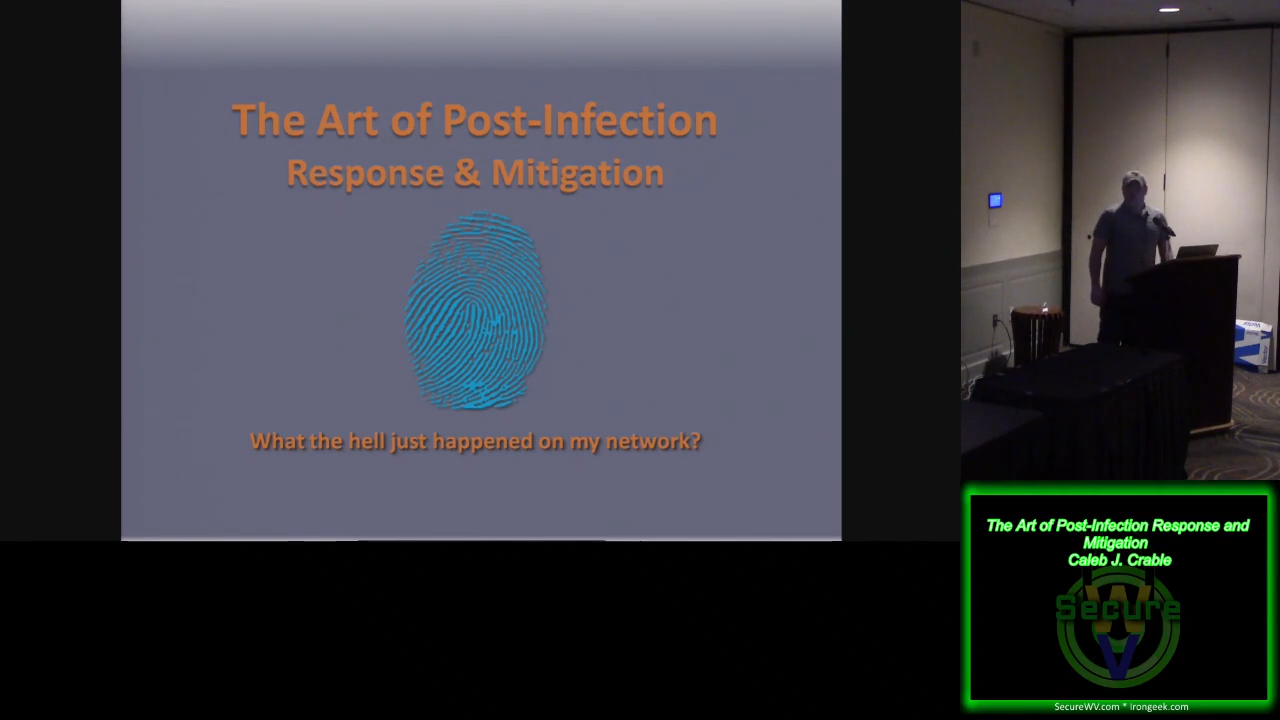 The Art of Post-Infection
Response & Mitigation
What the hell just happened on my network?
The Art of Post-Infection Response and
Mitigation
Caleb J. Crable
Secure
W
V
SecureWV.com * Irongeek.com